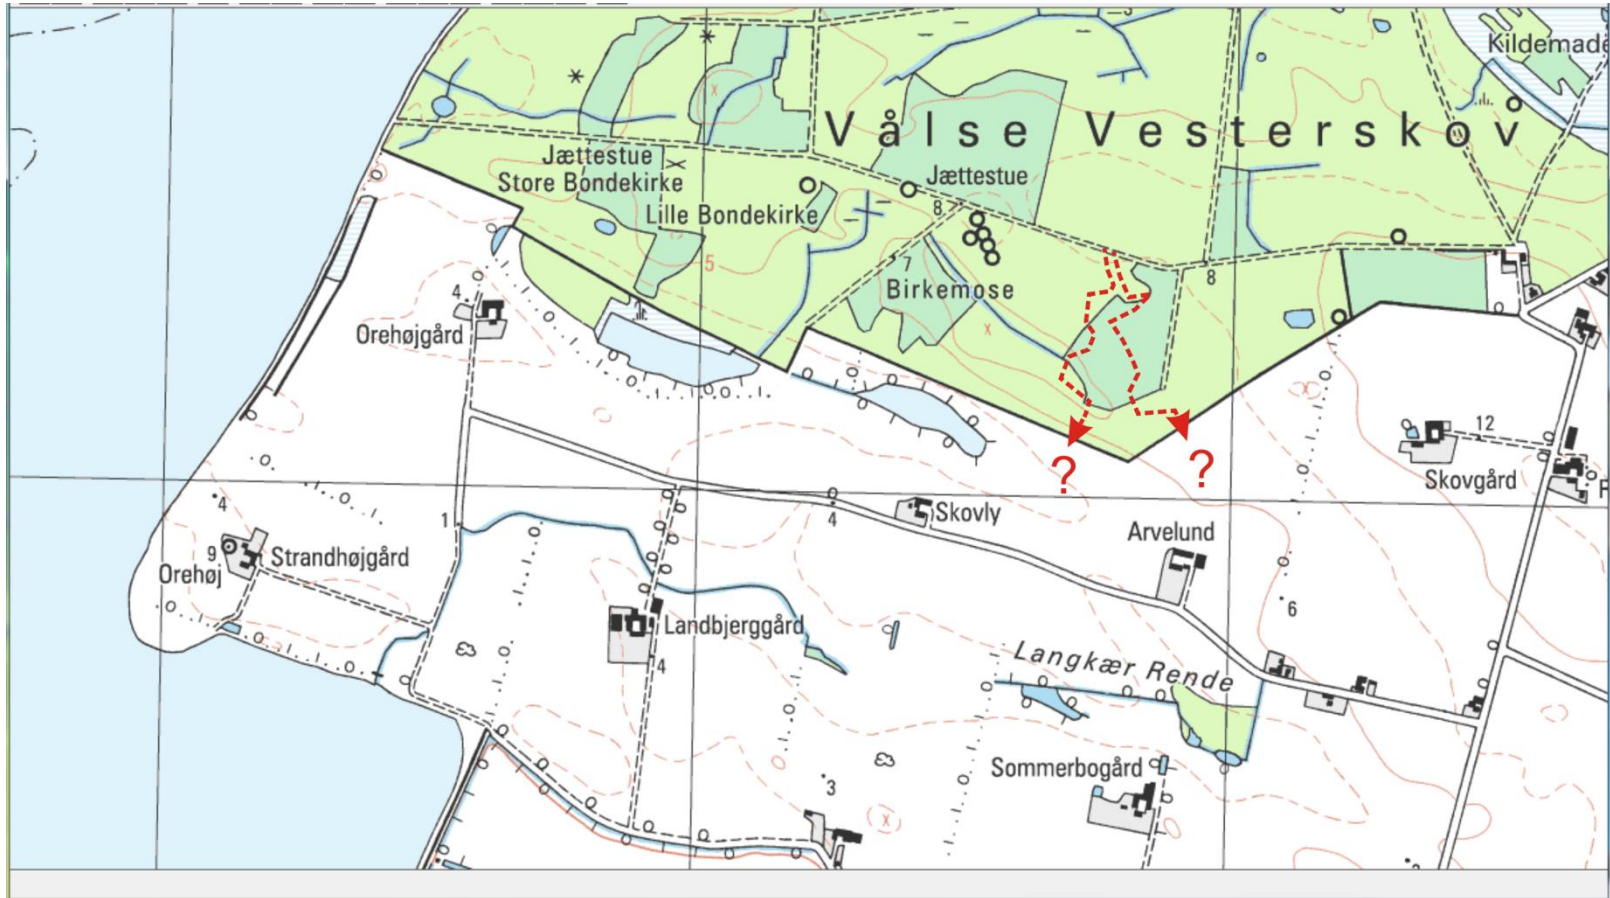 Kildemade
Vålse Vesterskov
Jættestue
Store Bondekirke
Jættestue
Lille Bondekirke
8
5
7
8
Birkemose
4
Orehøjgård
12
?
?
Skovgård
4
1
4
Skovly
Arvelund
9
Strandhøjgård
Orehøj
6
Landbjerggård
4
Langkær Rende
Sommerbogård
3